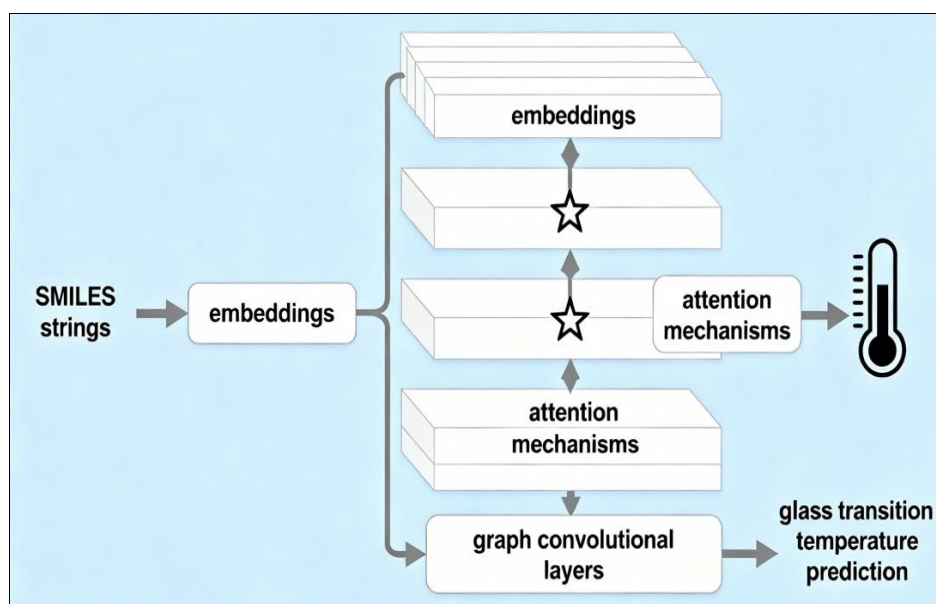 embeddings
SMILES
strings
embeddings
attention
mechanisms
attention
mechanisms
graph convolutional
layers
glass transition
temperature
prediction